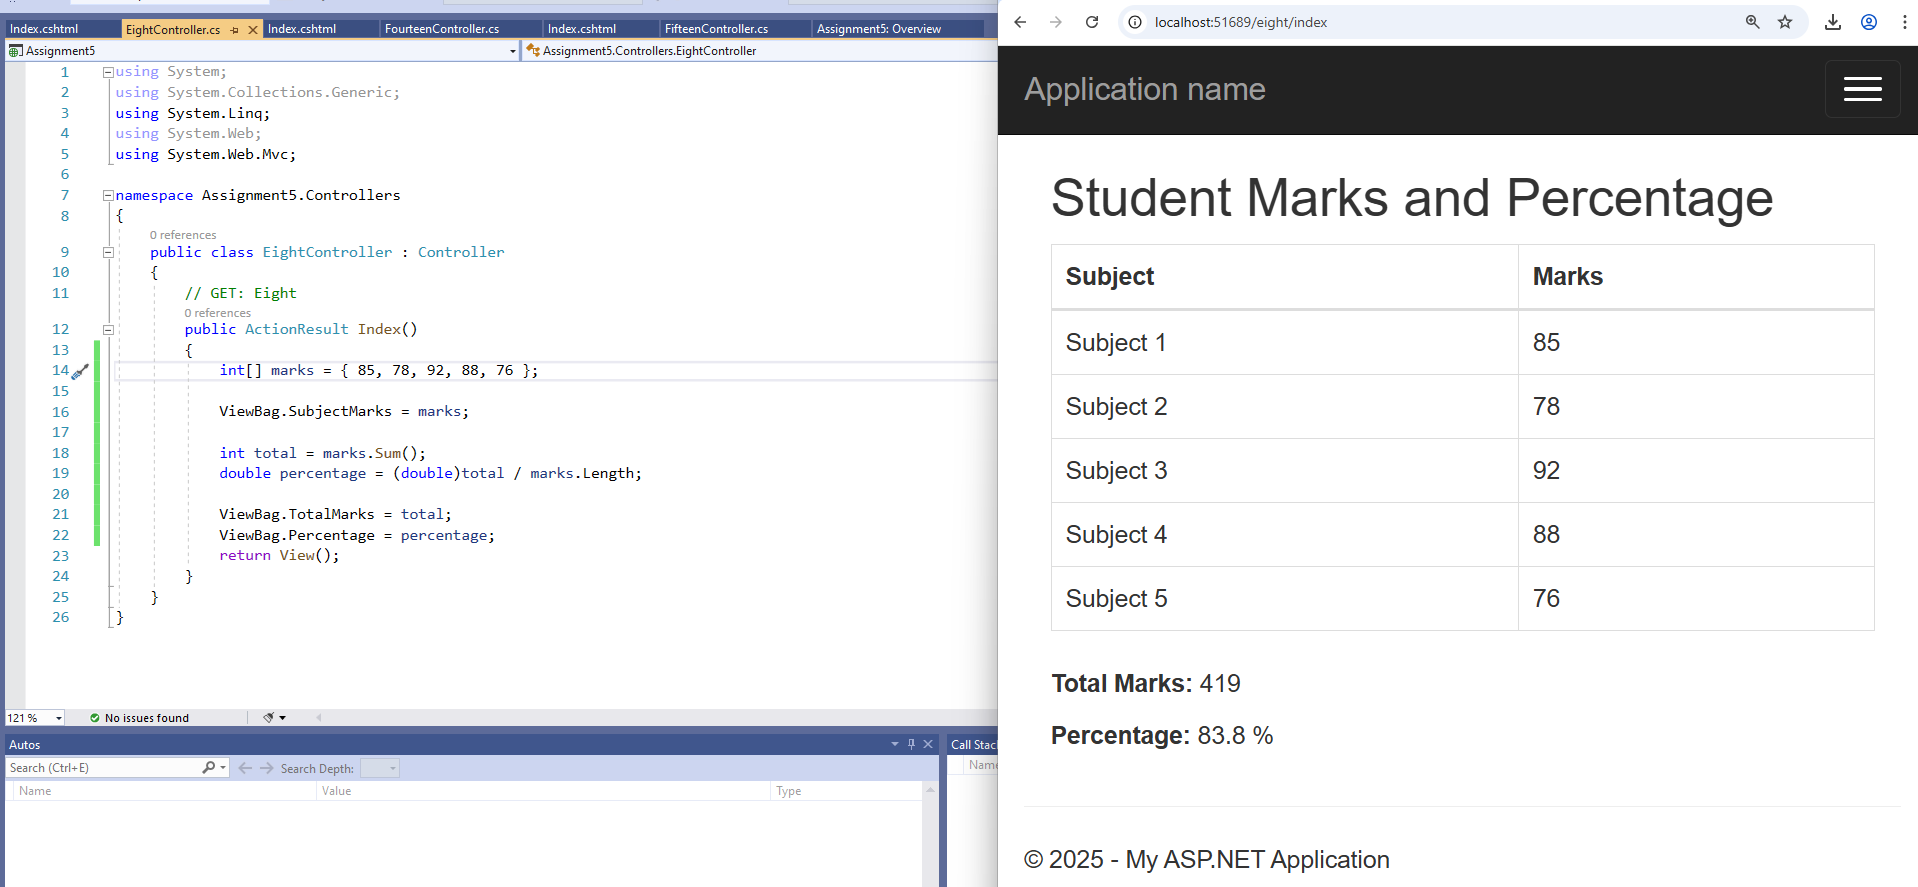 Index.cshtml
EightController.cs
Index.cshtml
FourteenController.cs
Index.cshtml
FifteenController.cs
Assignment5: Overview
Assignment5
Assignment5.Controllers.EightController
1 using System;
2 using System.Collections.Generic;
3 using System.Linq;
4 using System.Web;
5 using System.Web.Mvc;
6
7 namespace Assignment5.Controllers
8 {
0 references
9 public class EightController : Controller
10 {
11 // GET: Eight
0 references
12 public ActionResult Index()
13 {
14 int[] marks = { 85, 78, 92, 88, 76 };
15
16 ViewBag.SubjectMarks = marks;
17
18 int total = marks.Sum();
19 double percentage = (double)total / marks.Length;
20
21 ViewBag.TotalMarks = total;
22 ViewBag.Percentage = percentage;
23 return View();
24 }
25 }
26 }
121 %
No issues found
Autos
Search (Ctrl+E)
Search Depth:
Name Value Type
Call Stac
Name
localhost:51689/eight/index
Application name
Student Marks and Percentage
Subject Marks
Subject 1 85
Subject 2 78
Subject 3 92
Subject 4 88
Subject 5 76
Total Marks: 419
Percentage: 83.8 %
© 2025 - My ASP.NET Application